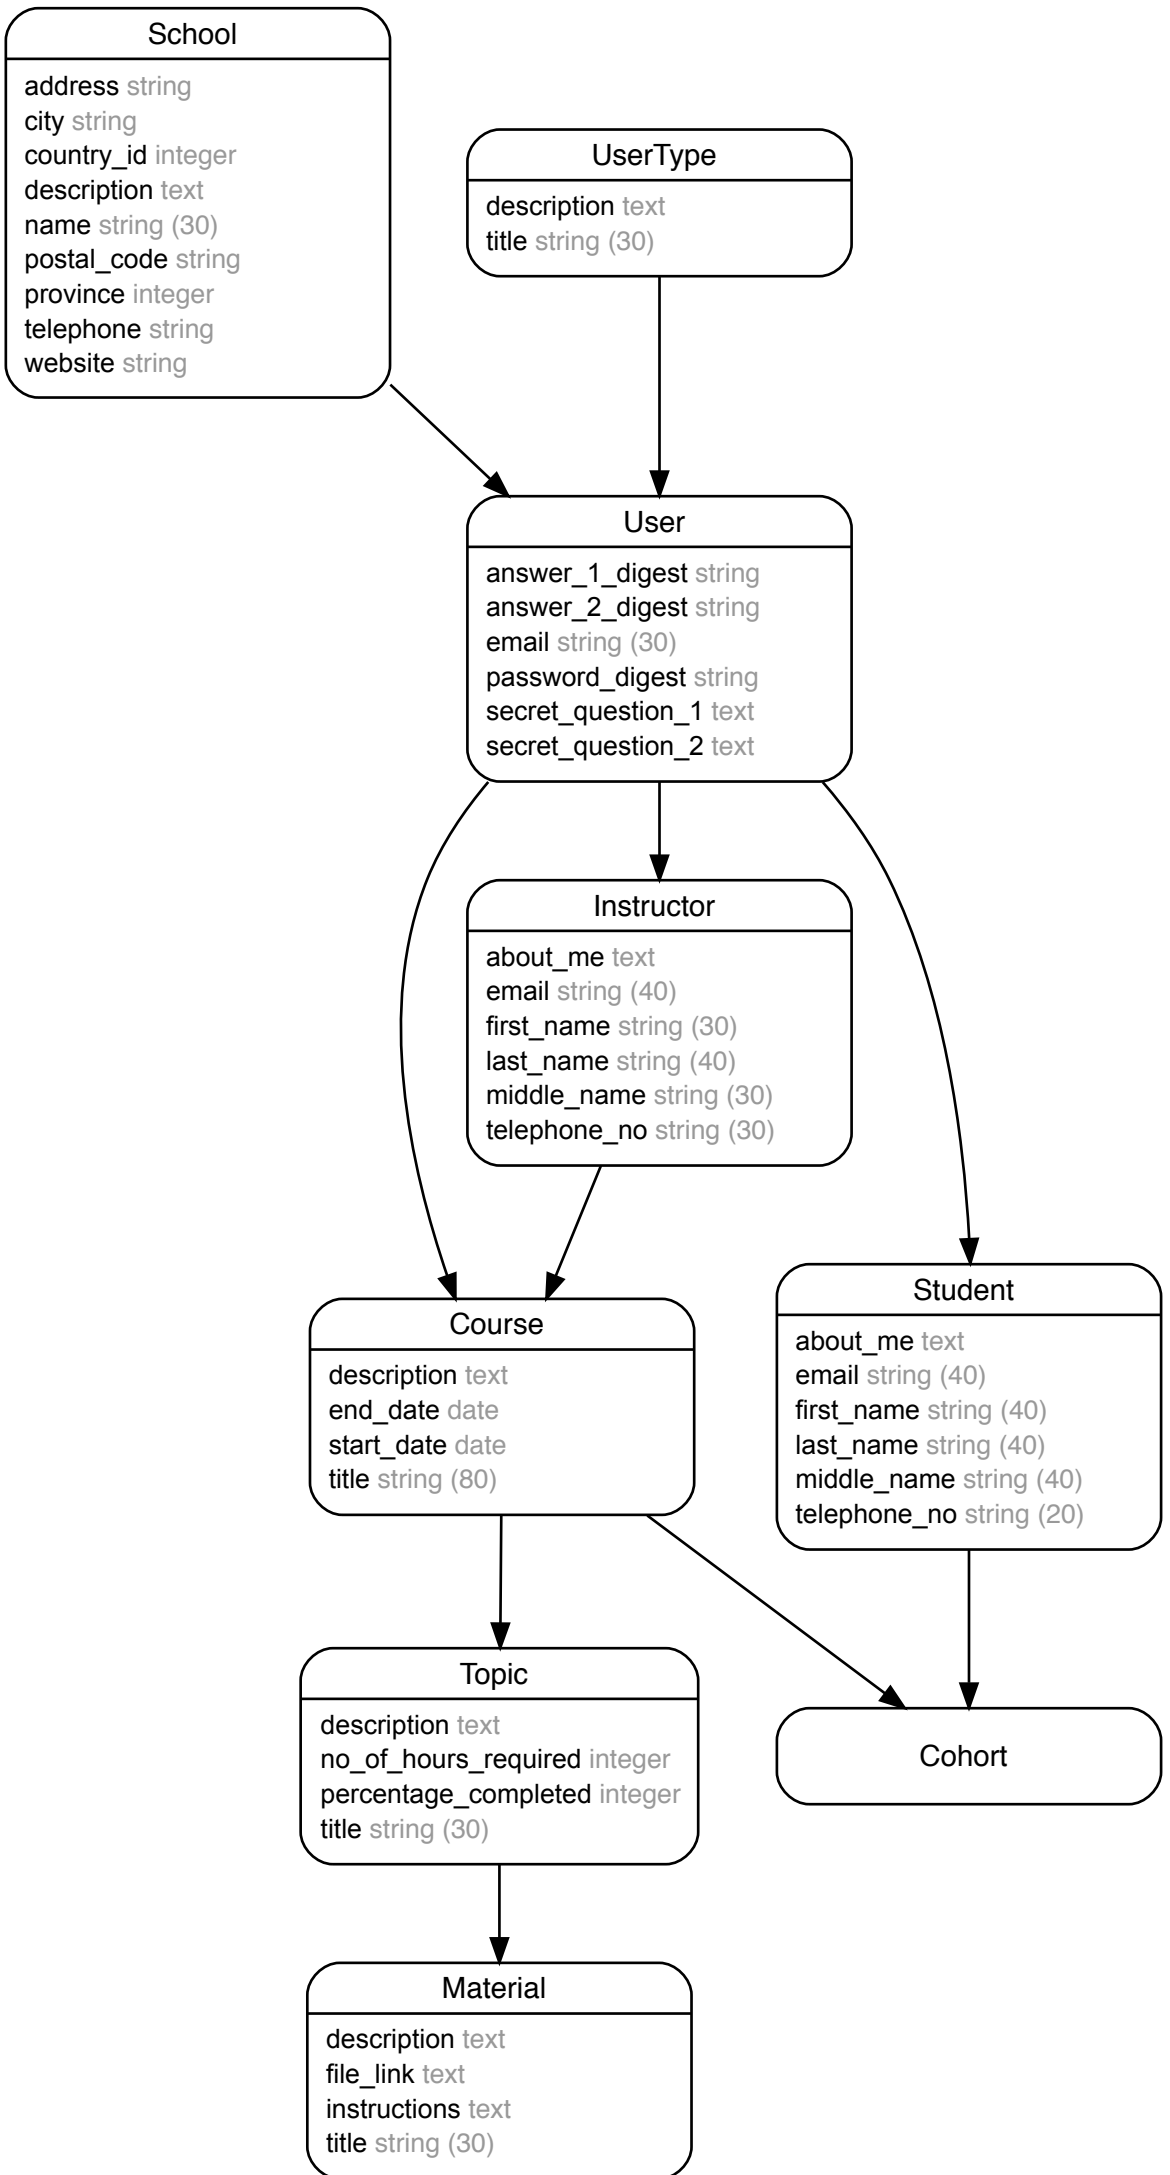 School
address string
city string
country_id integer
description text
name string (30)
postal_code string
province integer
telephone string
website string
UserType
description text
title string (30)
User
answer_1_digest string
answer_2_digest string
email string (30)
password_digest string
secret_question_1 text
secret_question_2 text
Instructor
about_me text
email string (40)
first_name string (30)
last_name string (40)
middle_name string (30)
telephone_no string (30)
Course
description text
end_date date
start_date date
title string (80)
Student
about_me text
email string (40)
first_name string (40)
last_name string (40)
middle_name string (40)
telephone_no string (20)
Topic
description text
no_of_hours_required integer
percentage_completed integer
title string (30)
Cohort
Material
description text
file_link text
instructions text
title string (30)